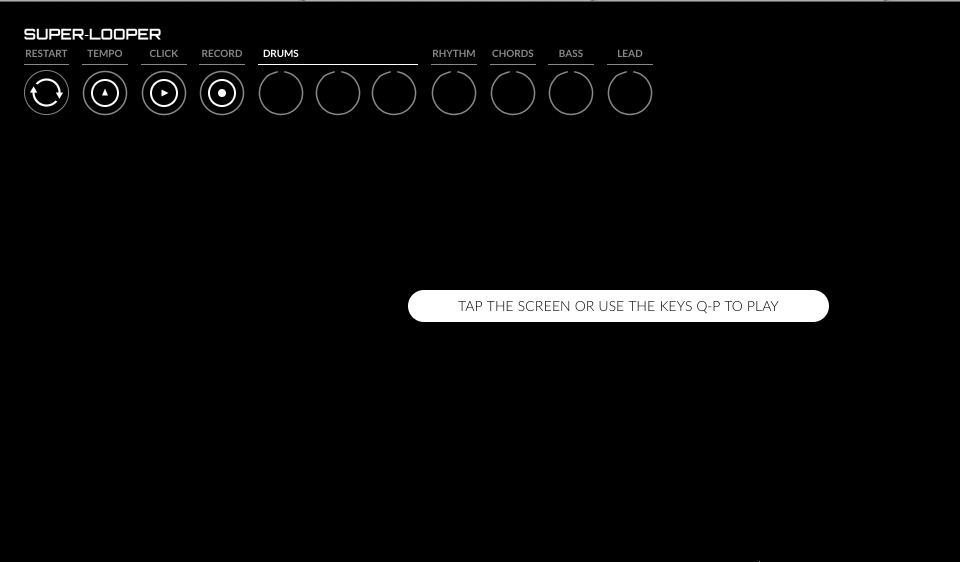 SUPER-LOOPER
RESTART TEMPO CLICK RECORD DRUMS RHYTHM CHORDS BASS LEAD
TAP THE SCREEN OR USE THE KEYS Q-P TO PLAY